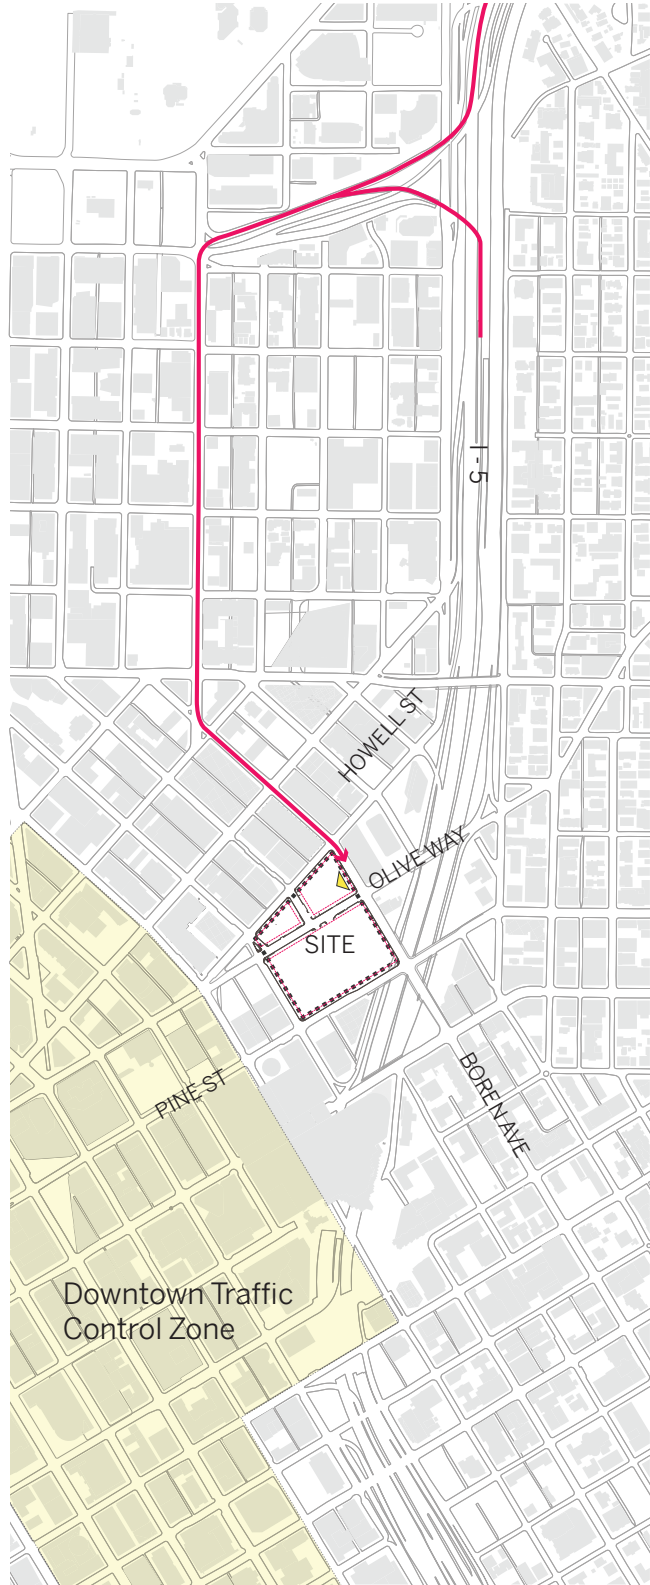 I-5
HOWELL ST
OLIVE WAY
SITE
BOREN AVE
PINE ST
Downtown Traffic
Control Zone